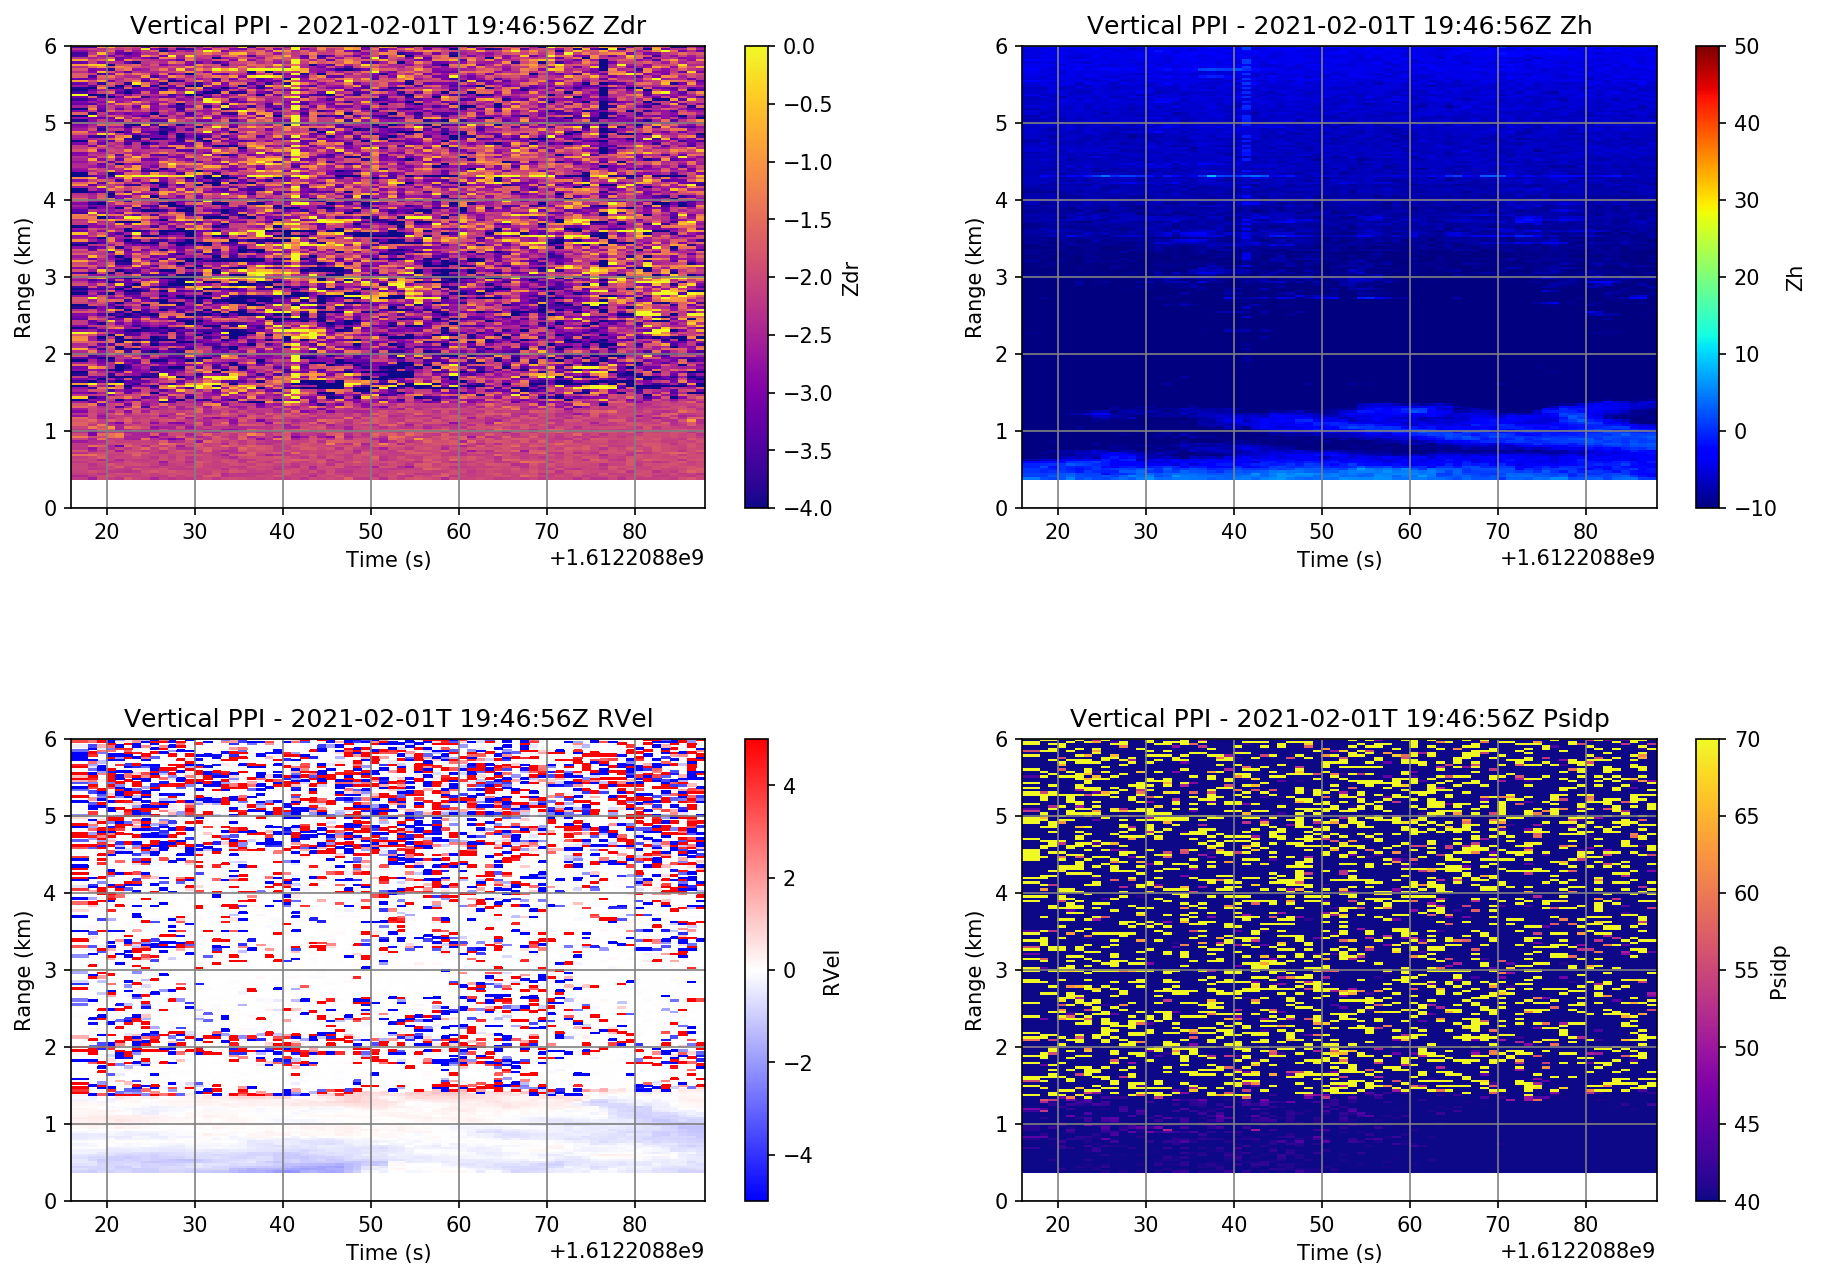 Vertical PPI - 2021-02-01T 19:46:56Z Zdr
6
5
4
3
2
1
0
Range (km)
20 30 40 50 60 70 80
Time (s)
+1.6122088e9
0.0
−0.5
−1.0
−1.5
−2.0
−2.5
−3.0
−3.5
−4.0
Zdr
Vertical PPI - 2021-02-01T 19:46:56Z Zh
6
5
4
3
2
1
0
Range (km)
20 30 40 50 60 70 80
Time (s)
+1.6122088e9
50
40
30
20
10
0
−10
Zh
Vertical PPI - 2021-02-01T 19:46:56Z RVel
6
5
4
3
2
1
0
Range (km)
20 30 40 50 60 70 80
Time (s)
+1.6122088e9
4
2
0
−2
−4
RVel
Vertical PPI - 2021-02-01T 19:46:56Z Psidp
6
5
4
3
2
1
0
Range (km)
20 30 40 50 60 70 80
Time (s)
+1.6122088e9
70
65
60
55
50
45
40
Psidp